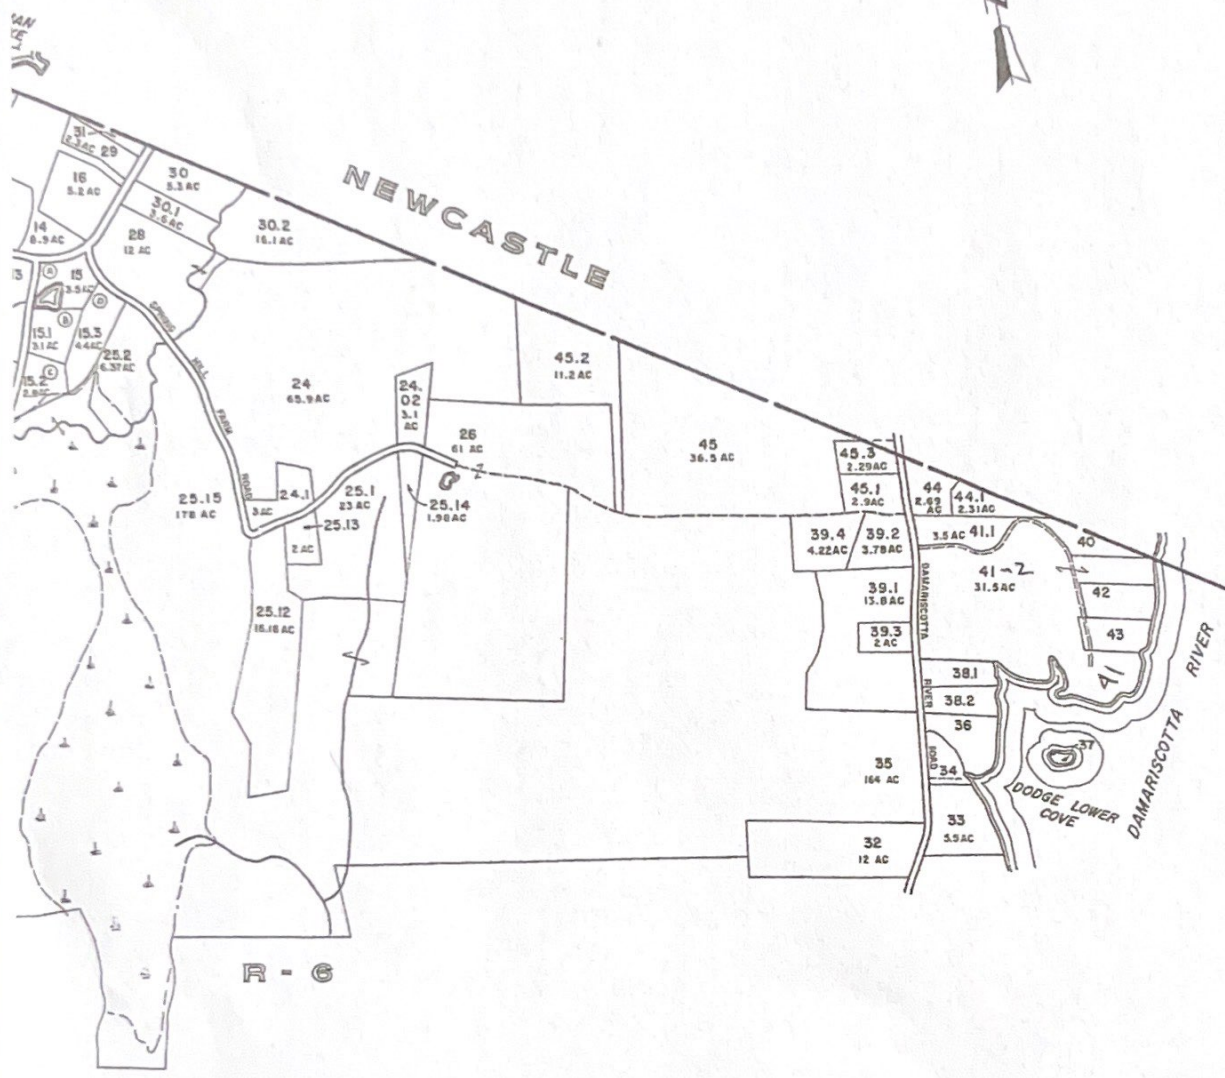 31
2.3 AC
29
16
5.2 AC
30
5.3 AC
30.1
3.6 AC
NEWCASTLE
14
8.9 AC
28
12 AC
30.2
16.1 AC
13
A
15
3.5 AC
D
B
15.1
3.1 AC
15.3
4.4 AC
C
15.2
25.2
6.37 AC
SPRING
HILL
FARM
ROAD
24
65.9 AC
24.
02
3.1
AC
45.2
11.2 AC
26
61 AC
45
36.5 AC
45.3
2.29 AC
45.1
2.9 AC
44
2.69
AC
44.1
2.31 AC
25.15
178 AC
24.1
3 AC
25.1
23 AC
25.14
1.98 AC
25.13
2 AC
39.4
4.22 AC
39.2
3.78 AC
3.5 AC 41.1
40
41-2
31.5 AC
42
43
41
39.1
13.8 AC
39.3
2 AC
DAMARISCOTTA
RIVER
ROAD
25.12
16.18 AC
38.1
38.2
36
34
37
35
164 AC
DODGE LOWER
COVE
DAMARISCOTTA RIVER
33
5.5 AC
32
12 AC
R - 6